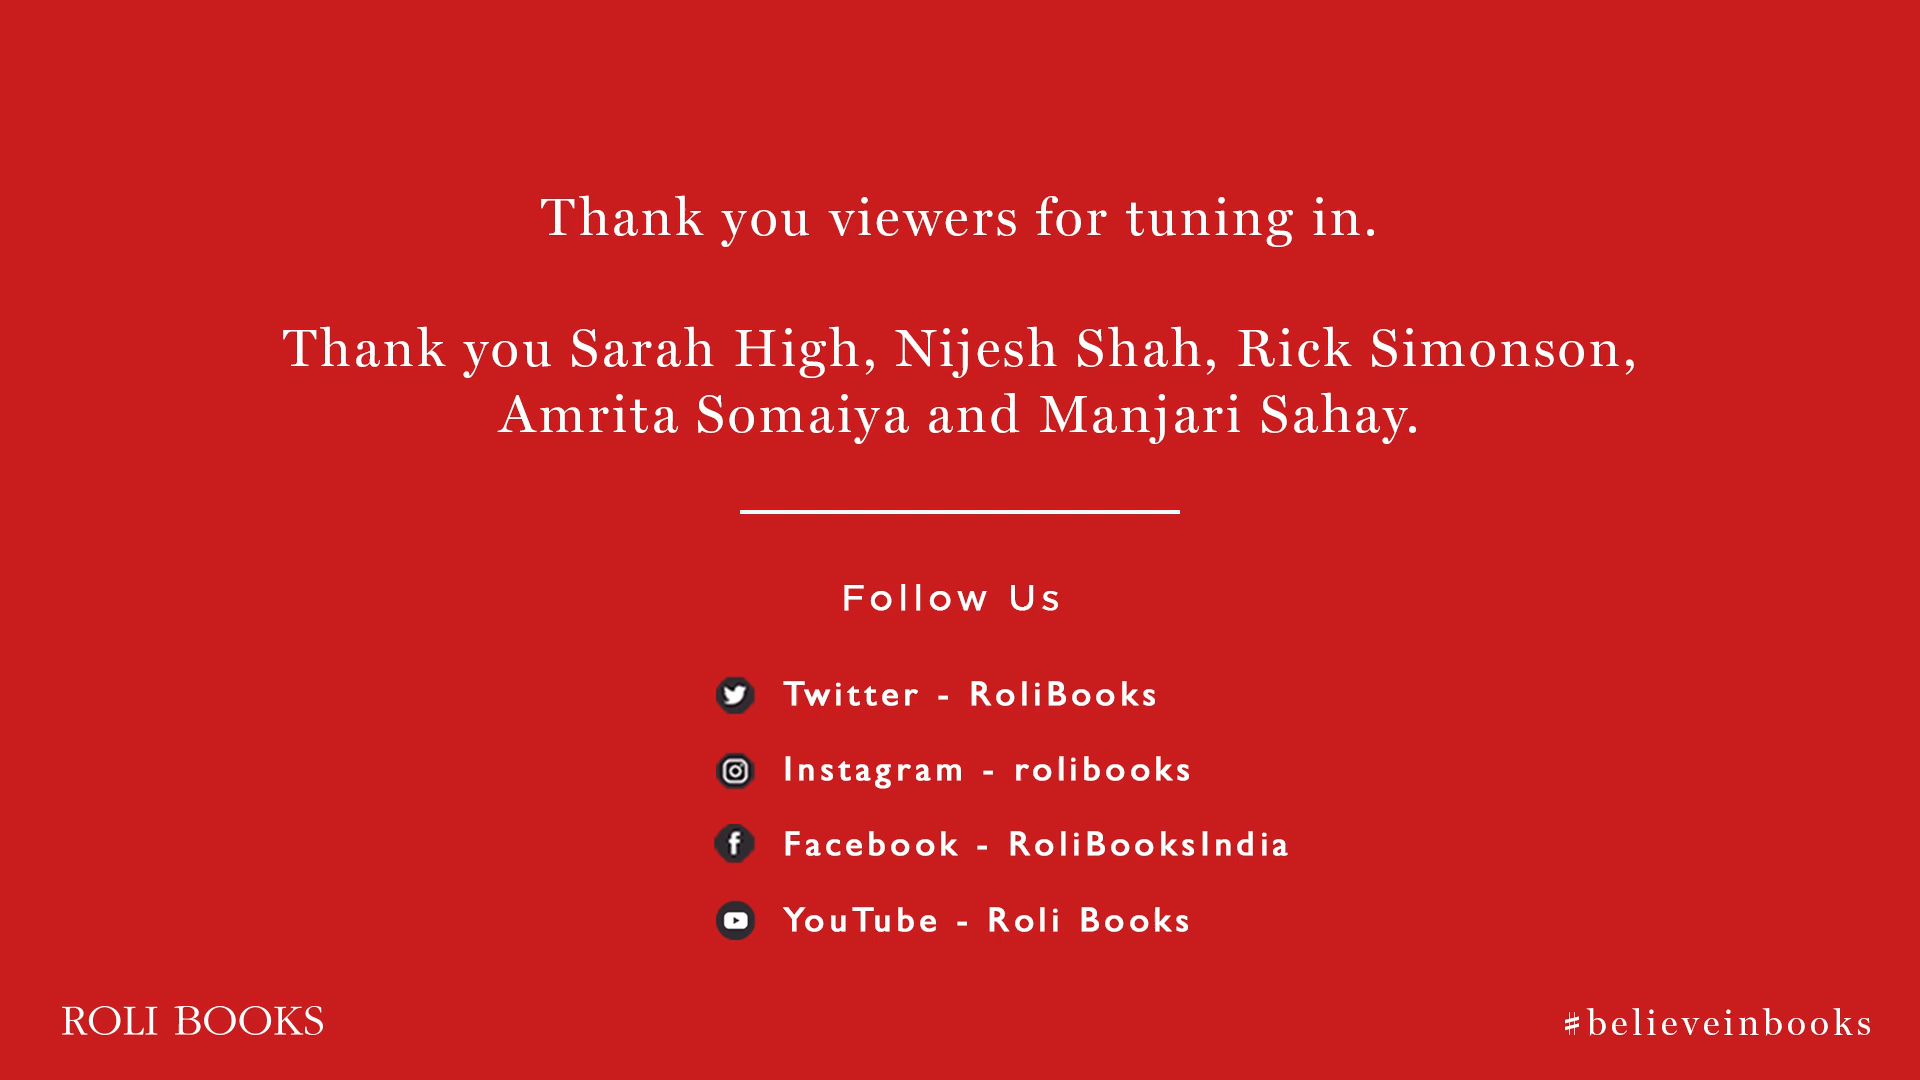 Thank you viewers for tuning in.
Thank you Sarah High, Nijesh Shah, Rick Simonson,
Amrita Somaiya and Manjari Sahay.
Follow Us
Twitter - RoliBooks
Instagram - rolibooks
Facebook - RoliBooksIndia
YouTube - Roli Books
ROLI BOOKS
#believeinbooks